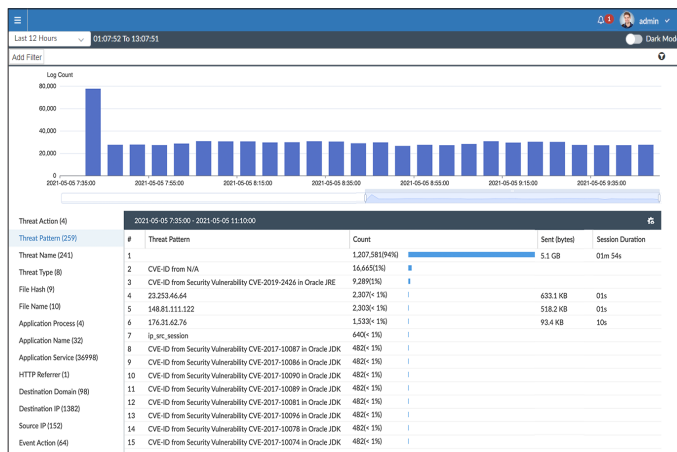 1
admin
Last 12 Hours
01:07:52 To 13:07:51
Dark Mode
Add Filter
Log Count
80,000
60,000
40,000
20,000
0
2021-05-05 7:35:00 2021-05-05 7:55:00 2021-05-05 8:15:00 2021-05-05 8:35:00 2021-05-05 8:55:00 2021-05-05 9:15:00 2021-05-05 9:35:00
Threat Action (4)
Threat Pattern (259)
Threat Name (241)
Threat Type (8)
File Hash (9)
File Name (10)
Application Process (4)
Application Name (32)
Application Service (36998)
HTTP Referrer (1)
Destination Domain (98)
Destination IP (1382)
Source IP (152)
Event Action (64)
2021-05-05 7:35:00 - 2021-05-05 11:10:00
# Threat Pattern Count Sent (bytes) Session Duration
1 1,207,581(94%) 5.1 GB 01m 54s
2 CVE-ID from N/A 16,665(1%)
3 CVE-ID from Security Vulnerability CVE-2019-2426 in Oracle JRE 9,289(1%)
4 23.253.46.64 2,307(< 1%) 633.1 KB 01s
5 148.81.111.122 2,303(< 1%) 518.2 KB 01s
6 176.31.62.76 1,533(< 1%) 93.4 KB 10s
7 ip_src_session 640(< 1%)
8 CVE-ID from Security Vulnerability CVE-2017-10087 in Oracle JDK 482(< 1%)
9 CVE-ID from Security Vulnerability CVE-2017-10086 in Oracle JDK 482(< 1%)
10 CVE-ID from Security Vulnerability CVE-2017-10090 in Oracle JDK 482(< 1%)
11 CVE-ID from Security Vulnerability CVE-2017-10089 in Oracle JDK 482(< 1%)
12 CVE-ID from Security Vulnerability CVE-2017-10081 in Oracle JDK 482(< 1%)
13 CVE-ID from Security Vulnerability CVE-2017-10096 in Oracle JDK 482(< 1%)
14 CVE-ID from Security Vulnerability CVE-2017-10078 in Oracle JDK 482(< 1%)
15 CVE-ID from Security Vulnerability CVE-2017-10074 in Oracle JDK 482(< 1%)